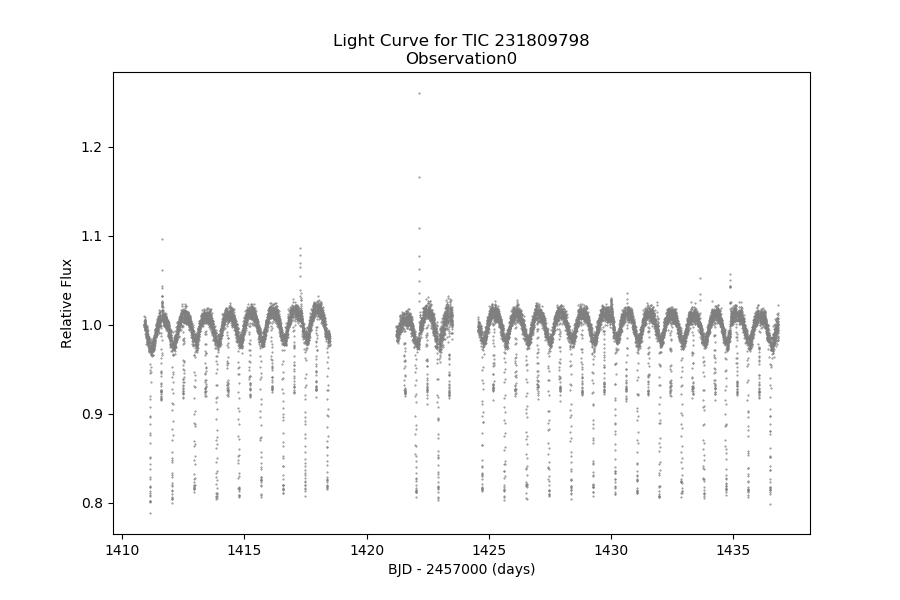 Light Curve for TIC 231809798
Observation0
1.2
1.1
1.0
0.9
0.8
Relative Flux
1410 1415 1420 1425 1430 1435
BJD - 2457000 (days)